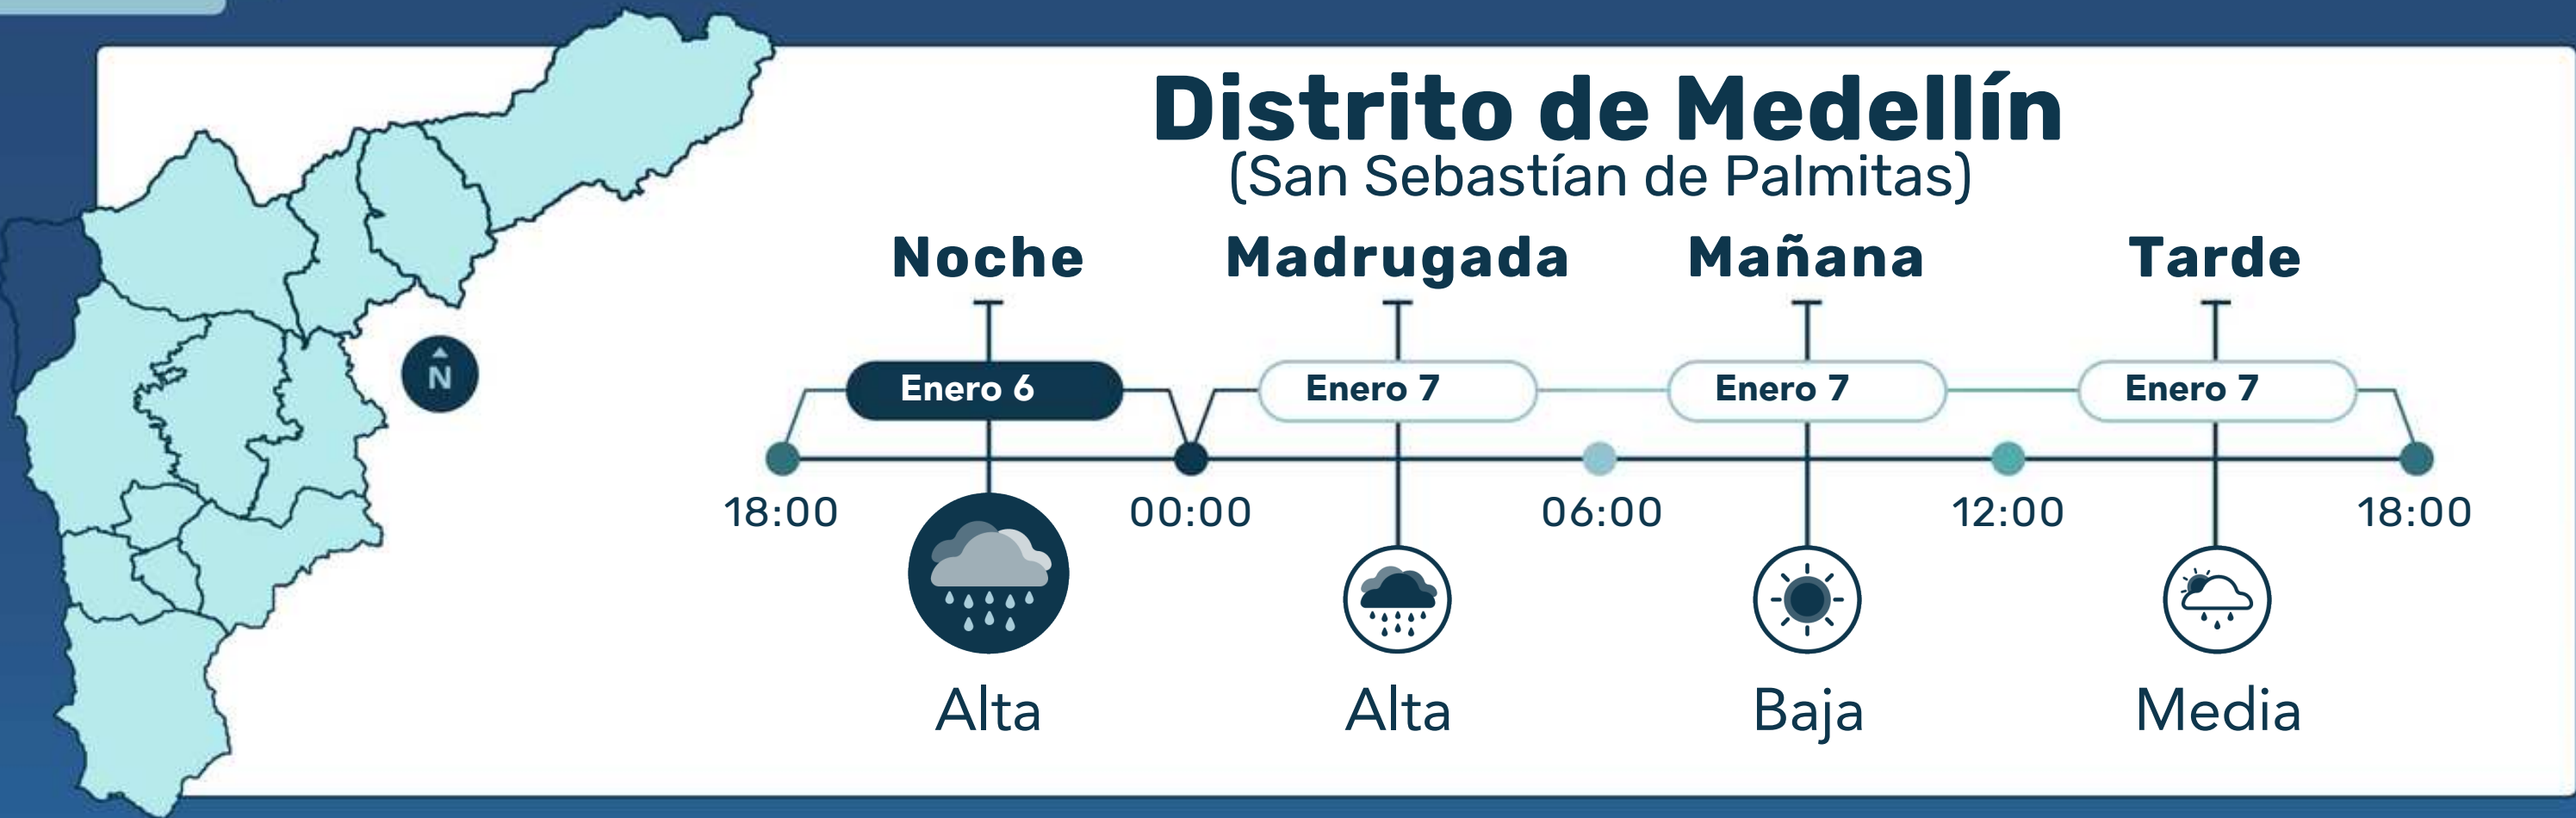 Distrito de Medellín
(San Sebastían de Palmitas)
Noche Madrugada Mañana Tarde
Enero 6 Enero 7 Enero 7 Enero 7
18:00 00:00 06:00 12:00 18:00
Alta Alta Baja Media
N